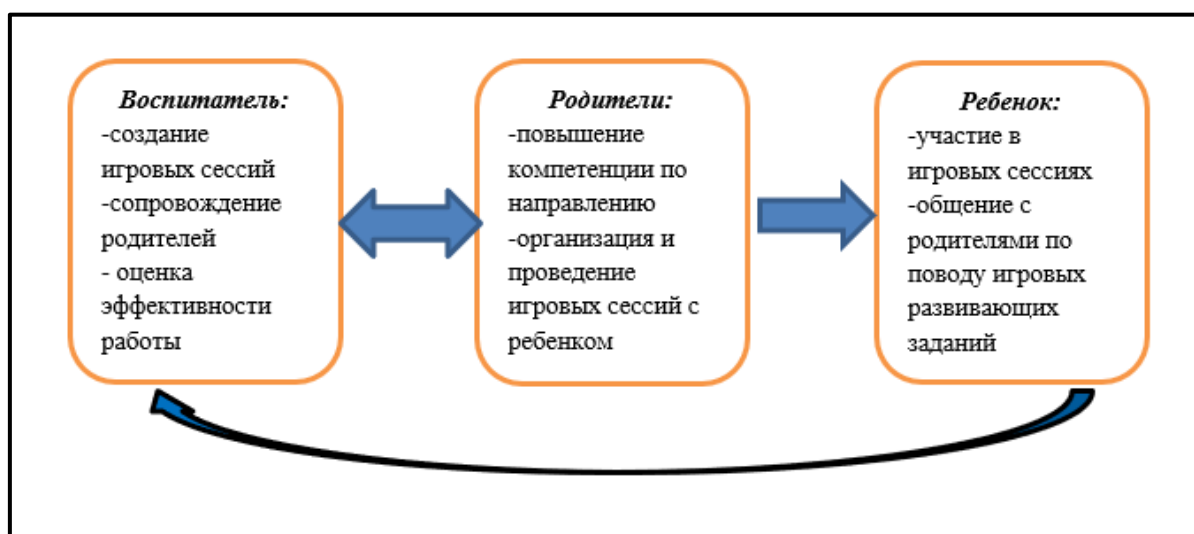 Воспитатель:
-создание
игровых сессий
-сопровождение
родителей
- оценка
эффективности
работы
Родители:
-повышение
компетенции по
направлению
-организация и
проведение
игровых сессий с
ребенком
Ребенок:
-участие в
игровых сессиях
-общение с
родителями по
поводу игровых
развивающих
заданий